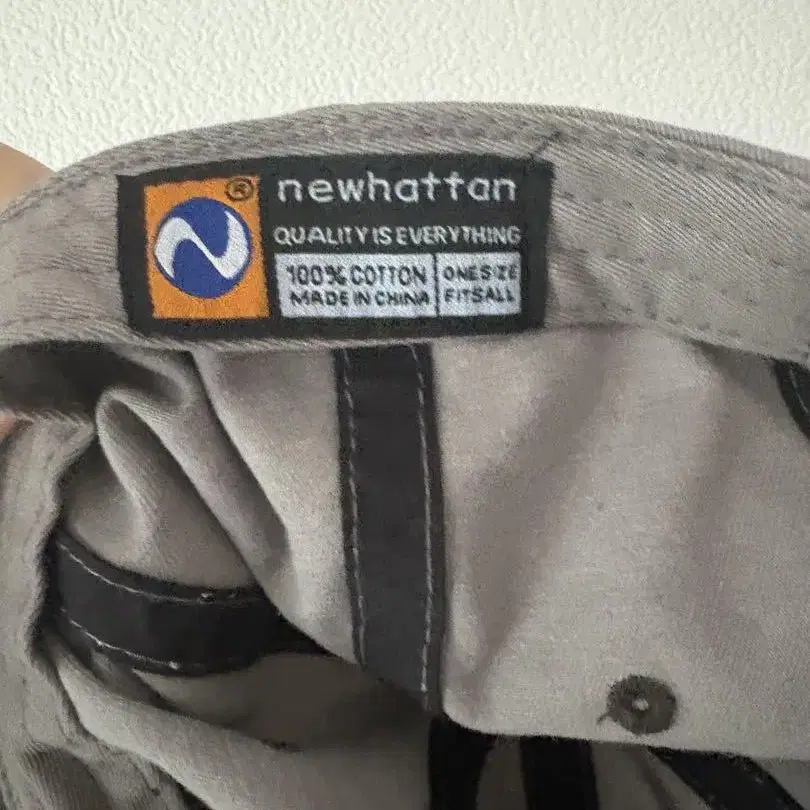 ®
newhattan
QUALITY IS EVERYTHING
100% COTTON
MADE IN CHINA
ONE SIZE
FITS ALL